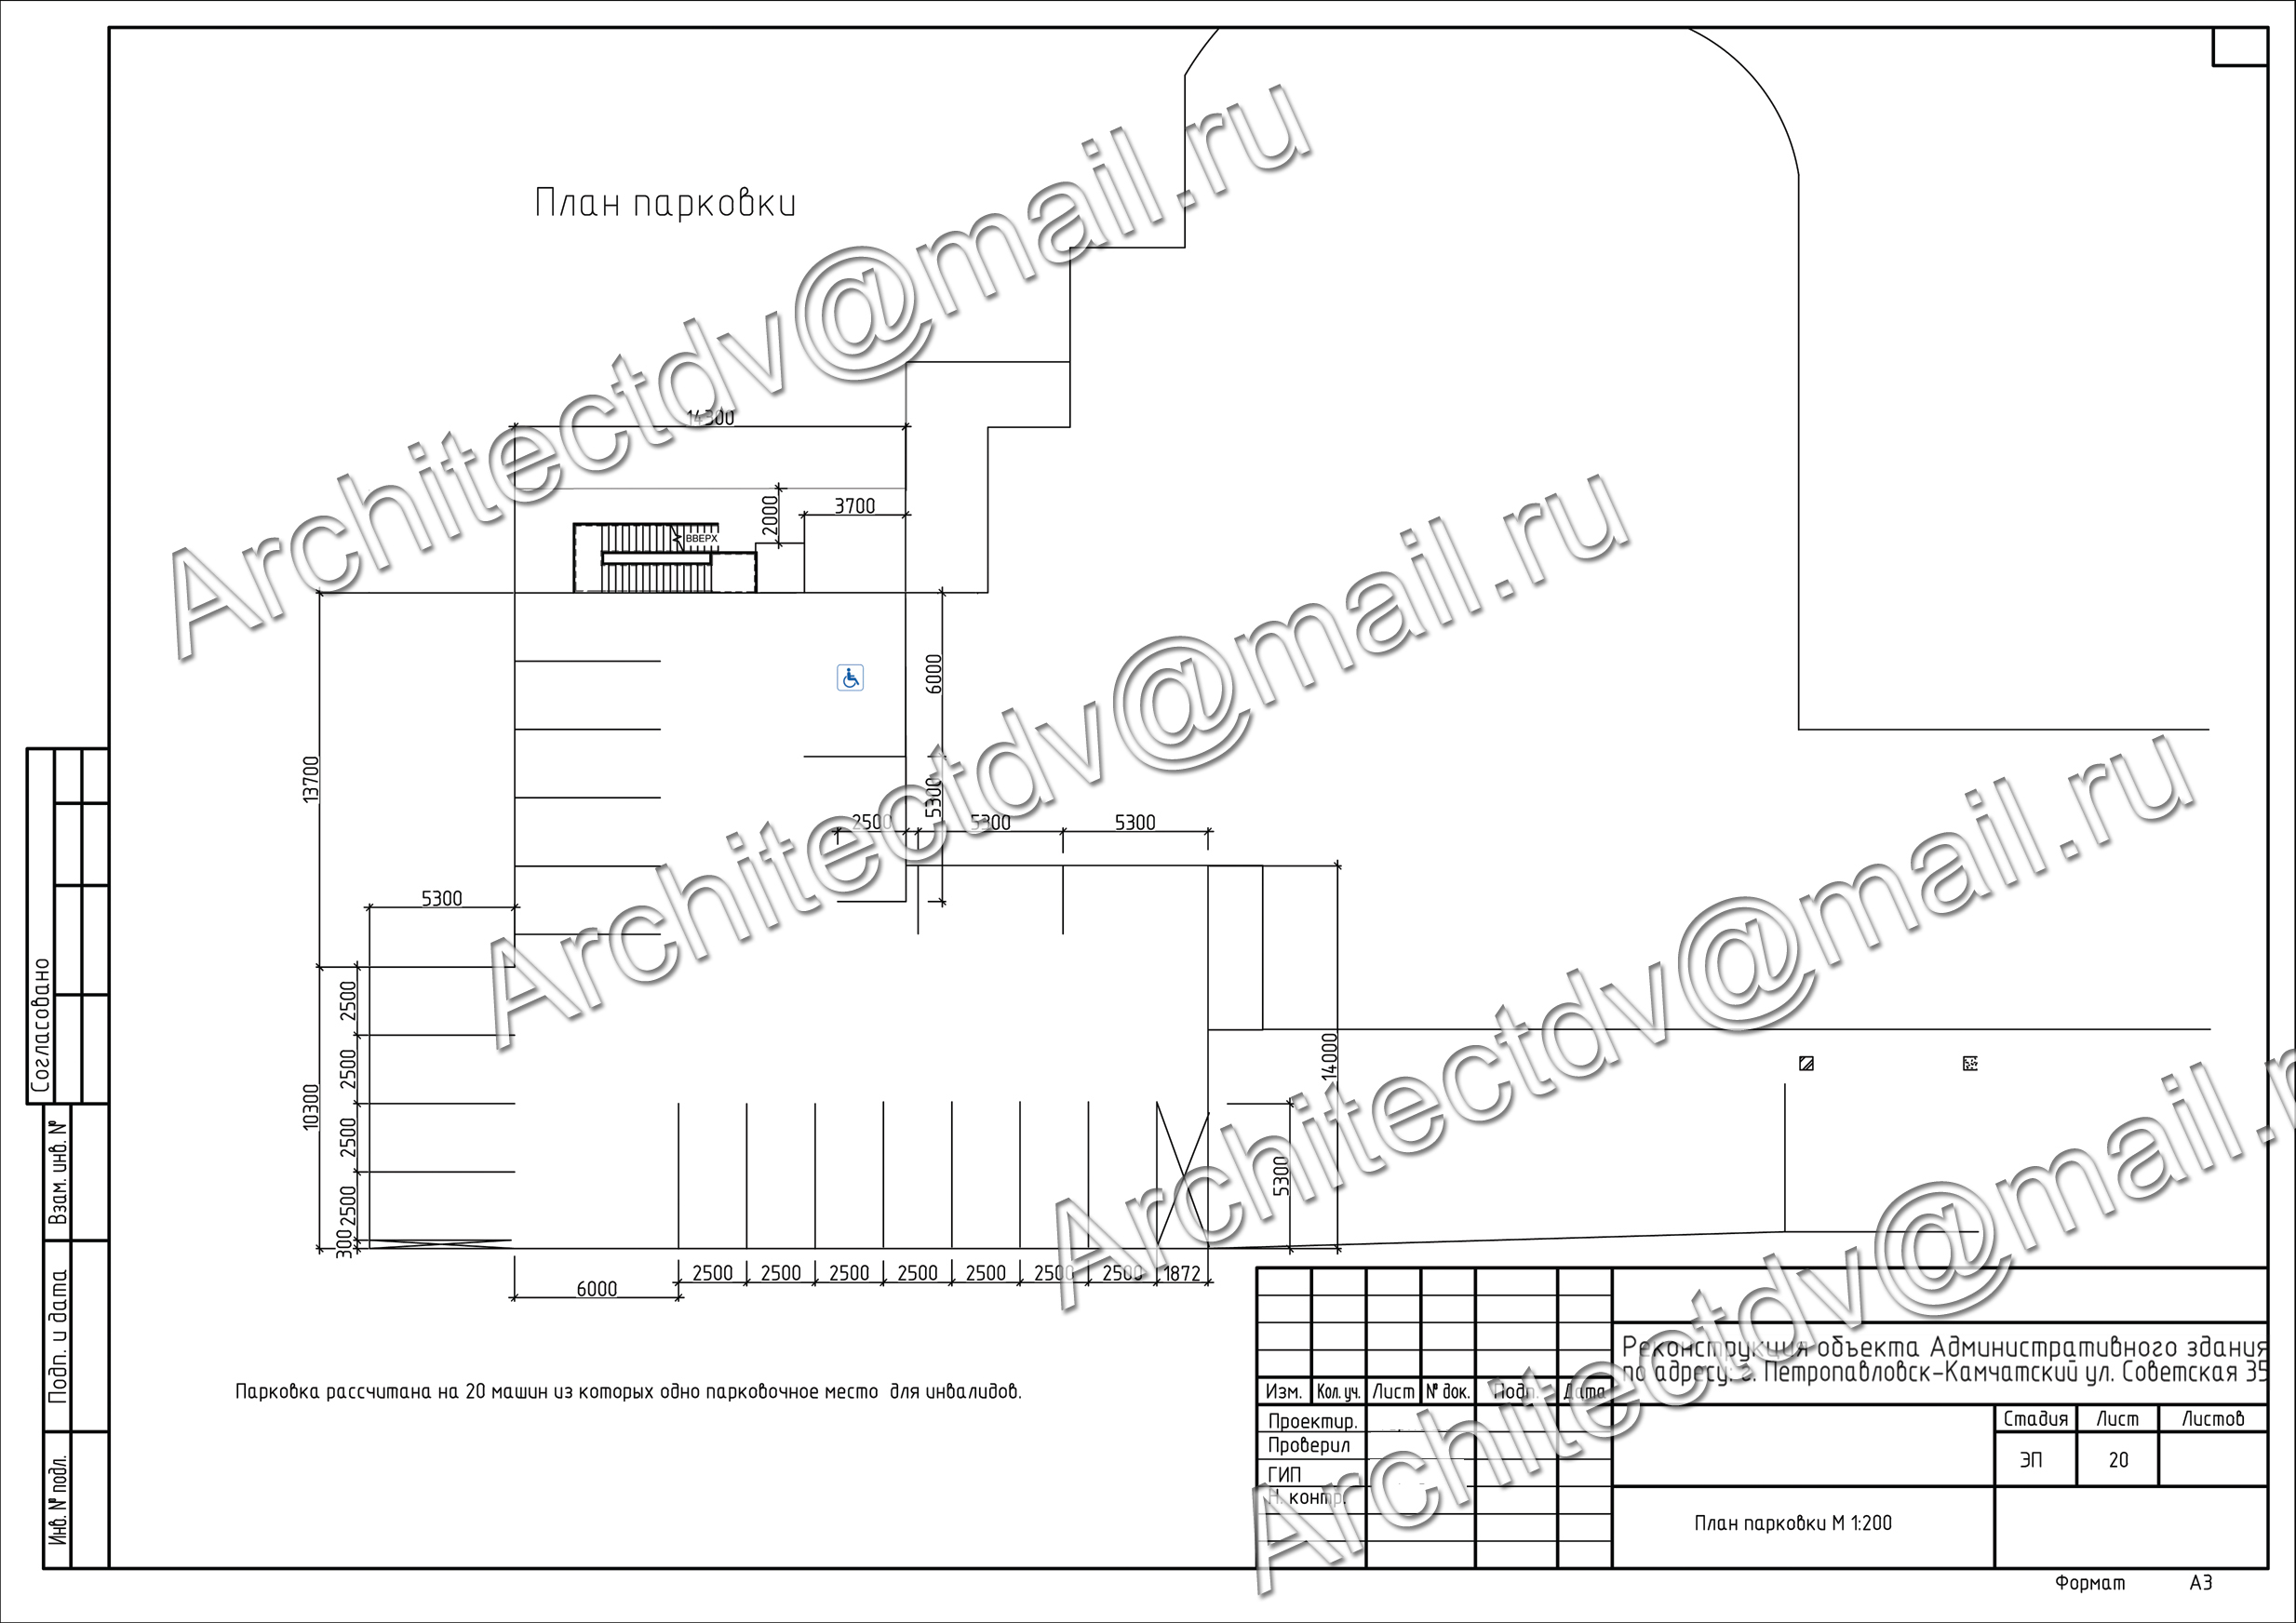 План парковки
14300
2000
3700
ВВЕРХ
6000
13700
5300
2500
5300
5300
5300
2500
2500
2500
2500
300
10300
14000
5300
2500
2500
2500
2500
2500
2500
2500
1872
6000
Парковка рассчитана на 20 машин из которых одно парковочное место для инвалидов.
Согласовано
Взам. инв. №
Подп. и дата
Инв. № подл.
Реконструкция объекта Административного здания
по адресу: г. Петропавловск-Камчатский ул. Советская 35
Изм. Кол. уч. Лист № док. Подп. Дата
Проектир.
Проверил
ГИП
Н. контр.
Стадия Лист Листов
ЭП 20
План парковки М 1:200
Формат А3
Architectdv@mail.ru
Architectdv@mail.ru
Architectdv@mail.ru
Architectdv@mail.r